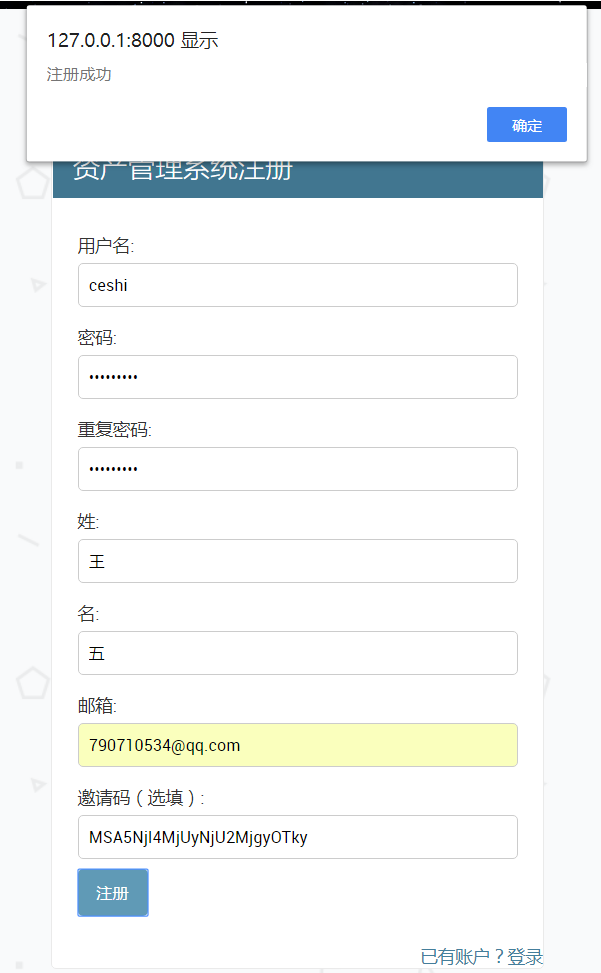 127.0.0.1:8000 显示
注册成功
确定
资产管理系统注册
用户名:
ceshi
密码:
•••••••••
重复密码:
•••••••••
姓:
王
名:
五
邮箱:
790710534@qq.com
邀请码（选填）:
MSA5NjI4MjUyNjU2MjgyOTky
注册
已有账户？登录